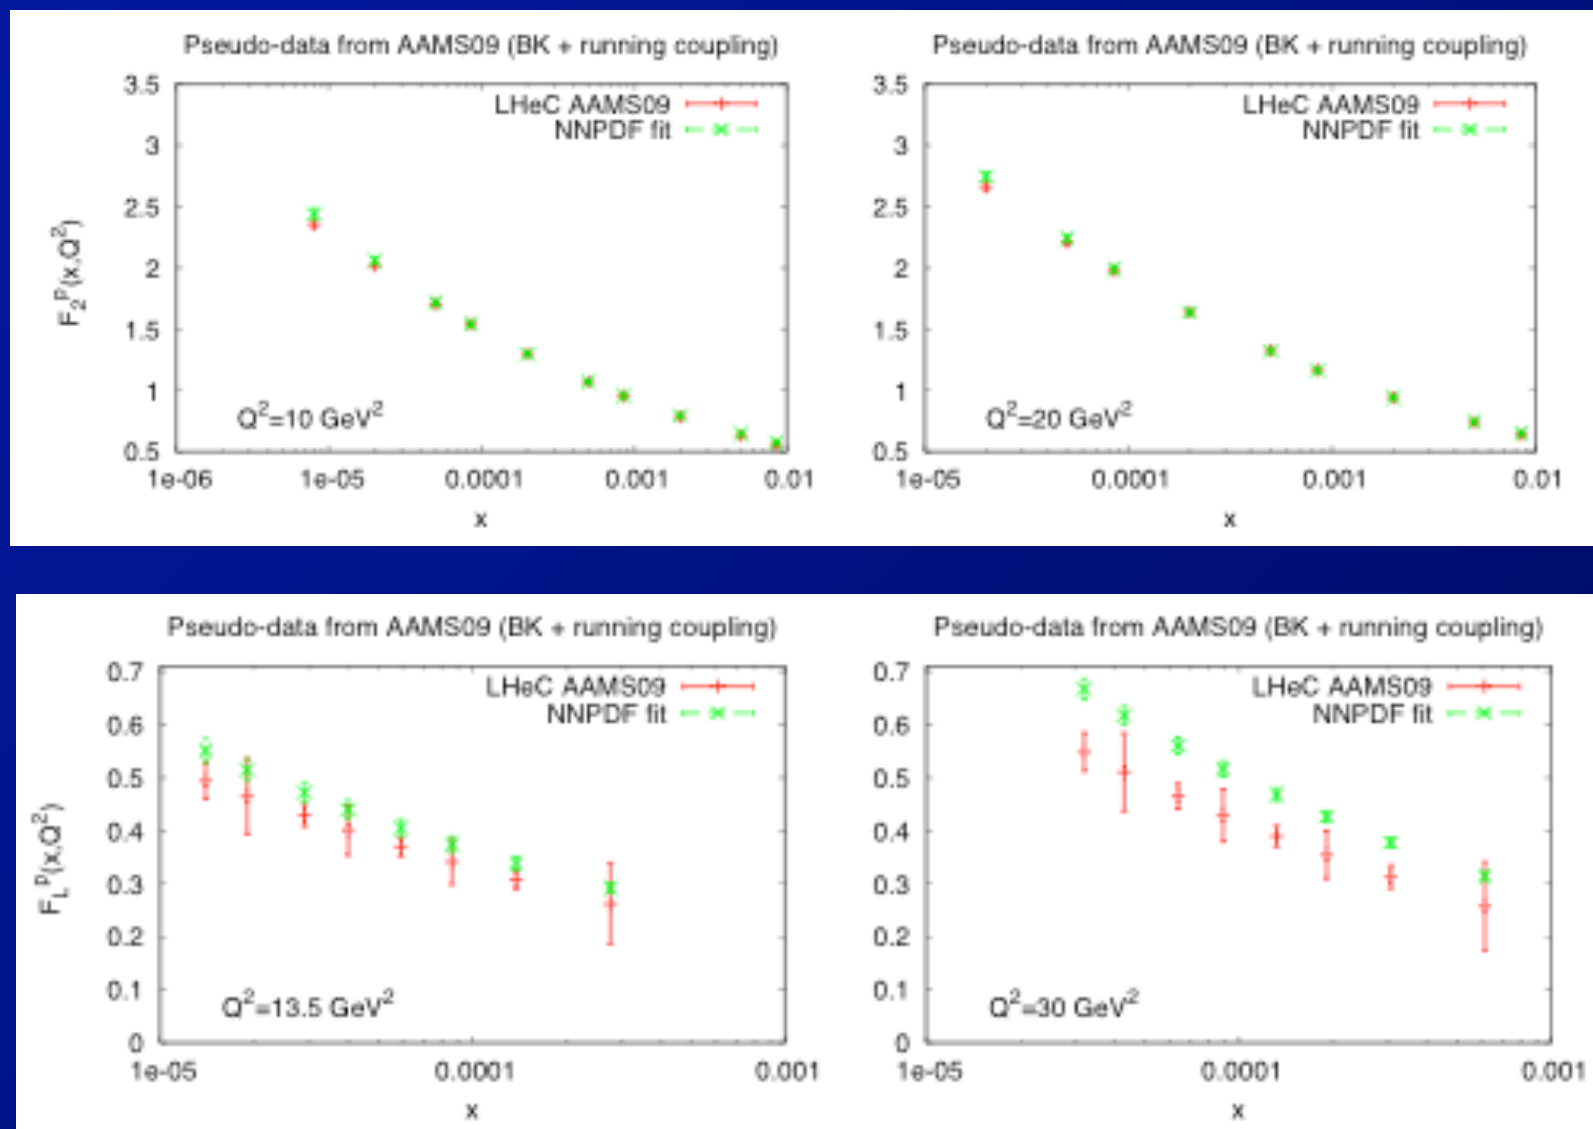 Pseudo-data from AAMS09 (BK + running coupling)
3.5
3
2.5
2
1.5
1
0.5
F2p(x,Q2)
LHeC AAMS09
NNPDF fit
Q2=10 GeV2
1e-06 1e-05 0.0001 0.001 0.01
x
Pseudo-data from AAMS09 (BK + running coupling)
3.5
3
2.5
2
1.5
1
0.5
LHeC AAMS09
NNPDF fit
Q2=20 GeV2
1e-05 0.0001 0.001 0.01
x
Pseudo-data from AAMS09 (BK + running coupling)
0.7
0.6
0.5
0.4
0.3
0.2
0.1
0
FLp(x,Q2)
LHeC AAMS09
NNPDF fit
Q2=13.5 GeV2
1e-05 0.0001 0.001
x
Pseudo-data from AAMS09 (BK + running coupling)
0.7
0.6
0.5
0.4
0.3
0.2
0.1
0
LHeC AAMS09
NNPDF fit
Q2=30 GeV2
1e-05 0.0001 0.001
x